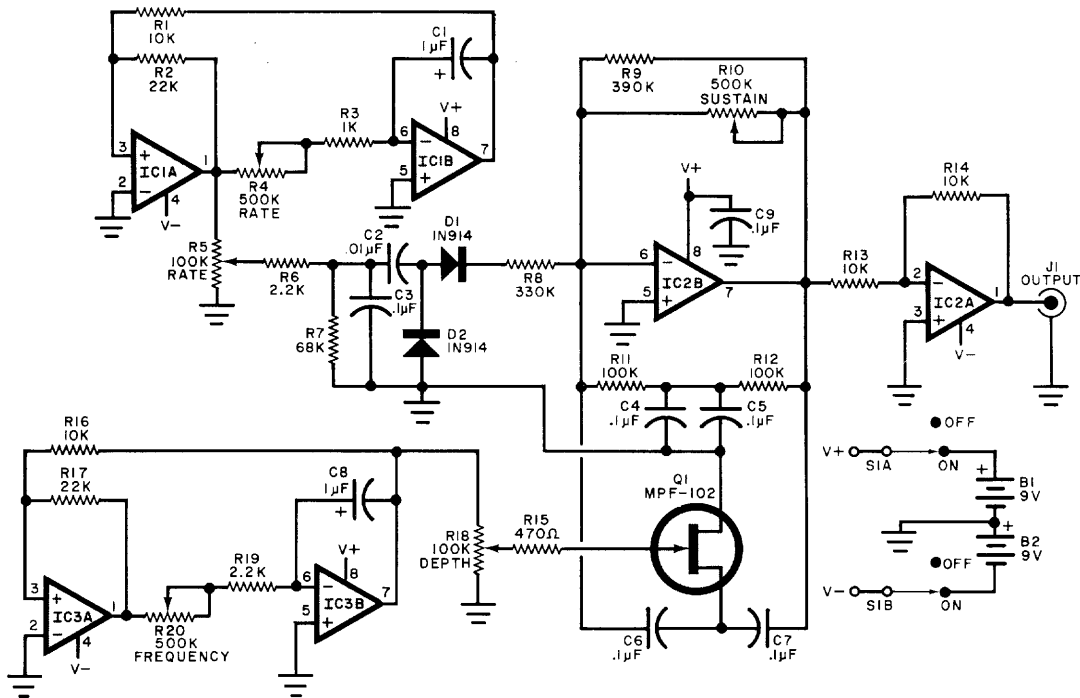 R1
10K
R2
22K
C1
1µF
+
V+
R3
1K
3
+
IC1A
1
2
−
4
V−
R4
500K
RATE
6
−
8
IC1B
7
5
+
R5
100K
RATE
R6
2.2K
C2
.01µF
D1
1N914
C3
.1µF
R7
68K
D2
1N914
R8
330K
R9
390K
R10
500K
SUSTAIN
V+
C9
.1µF
6
−
8
IC2B
7
5
+
R11
100K
R12
100K
C4
.1µF
C5
.1µF
R13
10K
R14
10K
2
−
IC2A
1
3
+
4
V−
J1
OUTPUT
R16
10K
R17
22K
3
+
IC3A
1
2
−
4
V−
R20
500K
FREQUENCY
R19
2.2K
C8
1µF
+
V+
6
−
8
IC3B
7
5
+
R18
100K
DEPTH
R15
470Ω
Q1
MPF-102
C6
.1µF
C7
.1µF
OFF
V+
S1A
ON
+
B1
9V
+
B2
9V
OFF
V−
S1B
ON